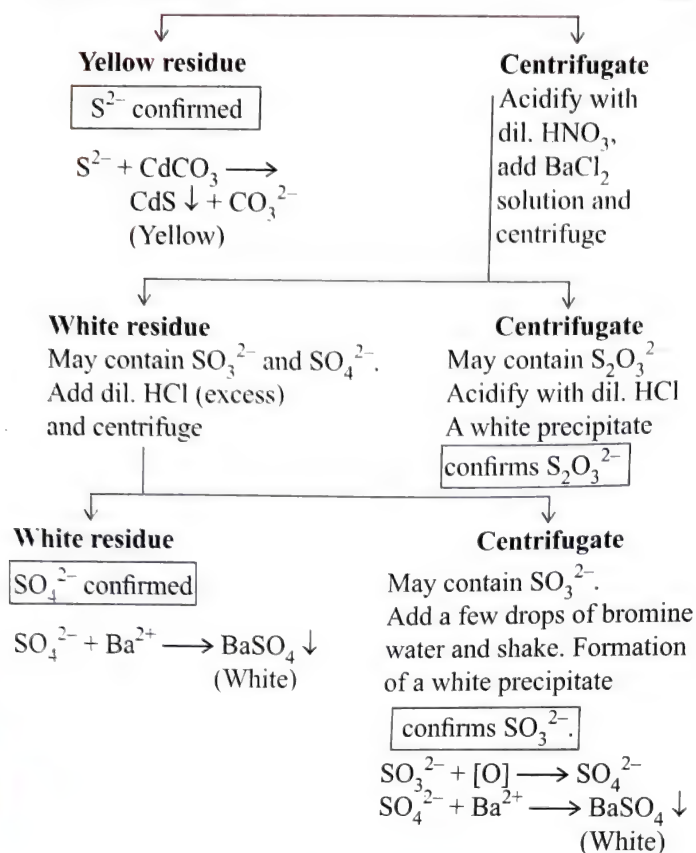 Yellow residue
S²⁻ confirmed
S²⁻ + CdCO₃ ⟶
CdS ↓ + CO₃²⁻
(Yellow)
Centrifugate
Acidify with
dil. HNO₃,
add BaCl₂
solution and
centrifuge
White residue
May contain SO₃²⁻ and SO₄²⁻.
Add dil. HCl (excess)
and centrifuge
Centrifugate
May contain S₂O₃²
Acidify with dil. HCl
A white precipitate
confirms S₂O₃²⁻
White residue
SO₄²⁻ confirmed
SO₄²⁻ + Ba²⁺ ⟶ BaSO₄ ↓
(White)
Centrifugate
May contain SO₃²⁻.
Add a few drops of bromine
water and shake. Formation
of a white precipitate
confirms SO₃²⁻.
SO₃²⁻ + [O] ⟶ SO₄²⁻
SO₄²⁻ + Ba²⁺ ⟶ BaSO₄ ↓
(White)